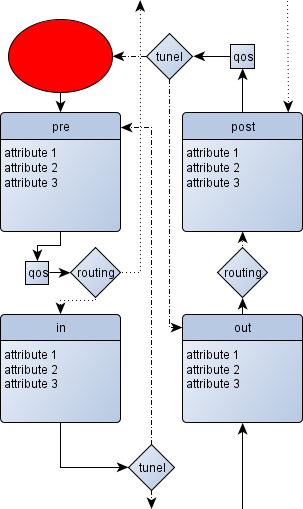 tunel
qos
pre
attribute 1
attribute 2
attribute 3
post
attribute 1
attribute 2
attribute 3
qos
routing
routing
in
attribute 1
attribute 2
attribute 3
out
attribute 1
attribute 2
attribute 3
tunel